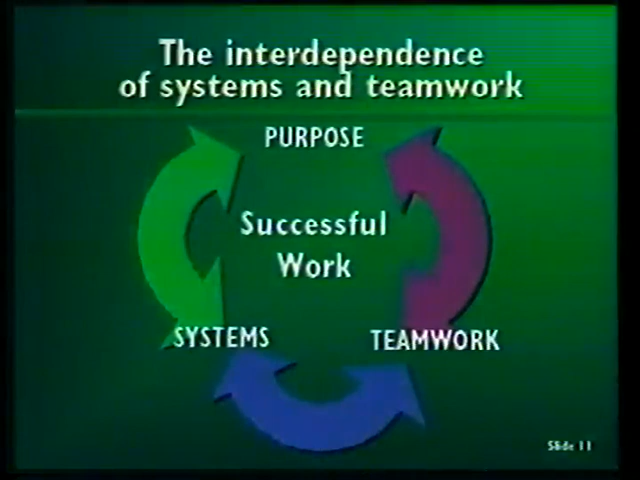 The interdependence
of systems and teamwork
PURPOSE
Successful
Work
SYSTEMS
TEAMWORK
Slide 11